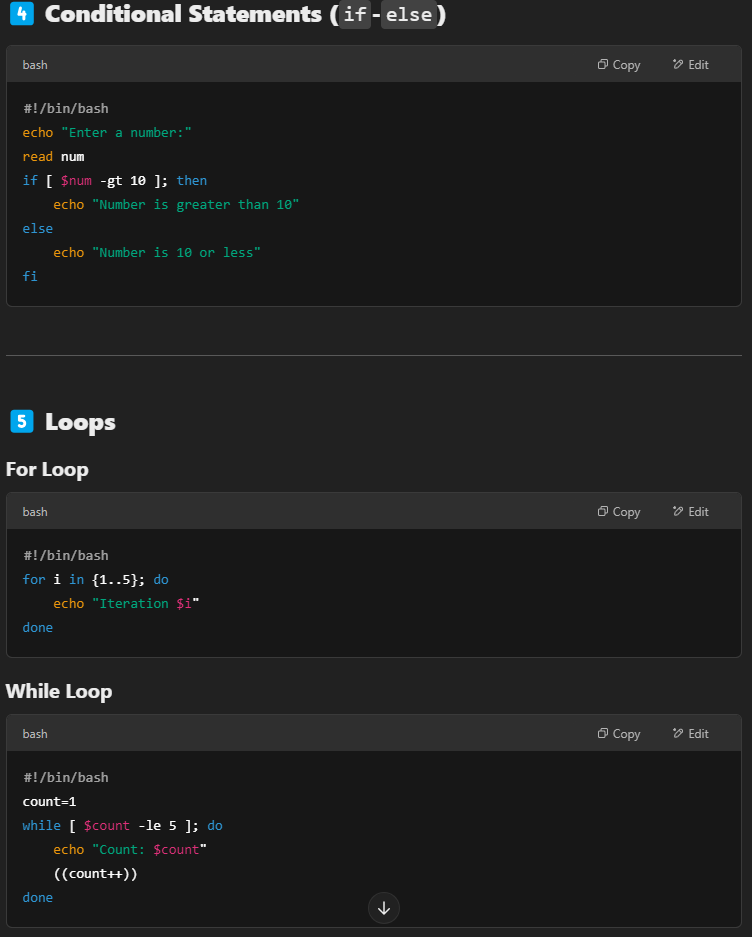 4 Conditional Statements (if-else)
bash Copy Edit
#!/bin/bash
echo "Enter a number:"
read num
if [ $num -gt 10 ]; then
    echo "Number is greater than 10"
else
    echo "Number is 10 or less"
fi
5 Loops
For Loop
bash Copy Edit
#!/bin/bash
for i in {1..5}; do
    echo "Iteration $i"
done
While Loop
bash Copy Edit
#!/bin/bash
count=1
while [ $count -le 5 ]; do
    echo "Count: $count"
    ((count++))
done